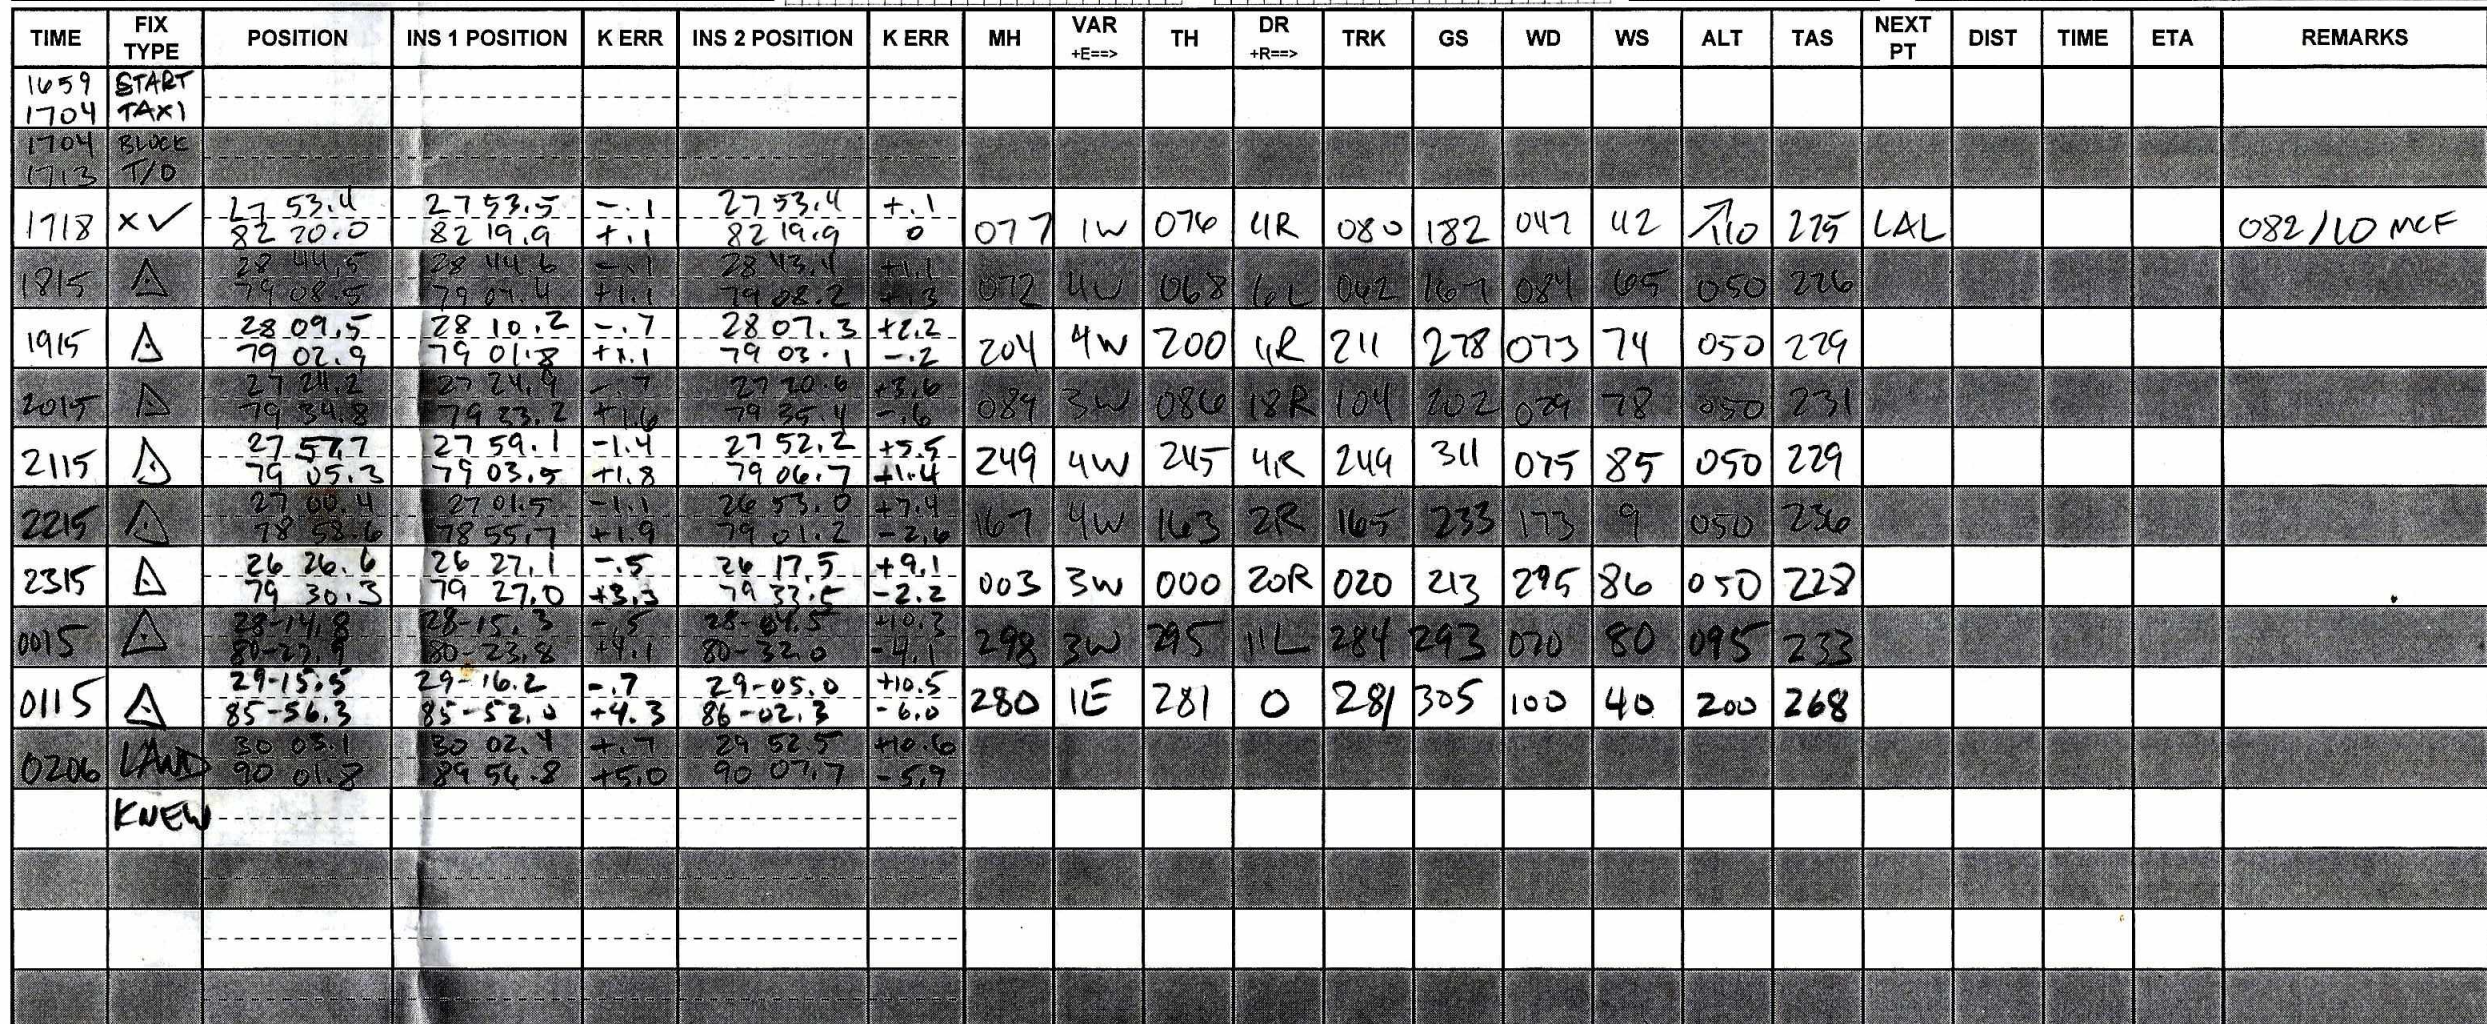 TIME FIX TYPE POSITION INS 1 POSITION K ERR INS 2 POSITION K ERR MH VAR +E==> TH DR +R==> TRK GS WD WS ALT TAS NEXT PT DIST TIME ETA REMARKS
1659 START
1704 TAXI
1704 BLOCK
1713 T/O
1718 X✓ 27 53.4 27 53.5 -.1 27 53.4 +.1 077 1W 076 4R 080 182 047 42 ↗10 225 LAL 082/10 MCF
82 20.0 82 19.9 +.1 82 19.9 0
1815 △ 28 44.5 28 44.6 -.1 28 43.4 +1.1 072 4W 068 6L 062 167 084 65 050 226
79 08.5 79 07.4 +1.1 79 08.2 +.3
1915 △ 28 09.5 28 10.2 -.7 28 07.3 +2.2 204 4W 200 11R 211 278 073 74 050 229
79 02.9 79 01.8 +1.1 79 03.1 -.2
2015 △ 27 24.2 27 24.9 -.7 27 20.6 +3.6 089 3W 086 18R 104 202 78 050 231
79 34.8 79 33.2 +1.6 79 35.4 -.6
2115 △ 27 57.7 27 59.1 -1.4 27 52.2 +5.5 249 4W 245 4R 249 311 075 85 050 229
79 05.3 79 03.5 +1.8 79 06.7 -1.4
2215 △ 27 00.4 27 01.5 -1.1 26 53.0 +7.4 167 4W 163 2R 165 233 173 9 050 236
78 58.6 78 55.7 +1.9 79 01.2 -2.6
2315 △ 26 26.6 26 27.1 -.5 26 17.5 +9.1 003 3W 000 20R 020 213 295 86 050 228
79 30.3 79 27.0 +3.3 79 32.5 -2.2
0015 △ 28-14.8 28-15.3 -.5 28-04.5 +10.3 298 3W 295 11L 284 293 070 80 095 233
80-27.9 80-23.8 +4.1 80-32.0 -4.1
0115 △ 29-15.5 29-16.2 -.7 29-05.0 +10.5 280 1E 281 0 281 305 100 40 200 268
85-56.3 85-52.0 +4.3 86-02.3 -6.0
0206 LAND 30 03.1 30 02.4 +.7 29 52.5 +10.6
90 01.8 89 56.8 +5.0 90 07.7 -5.9
KNEW